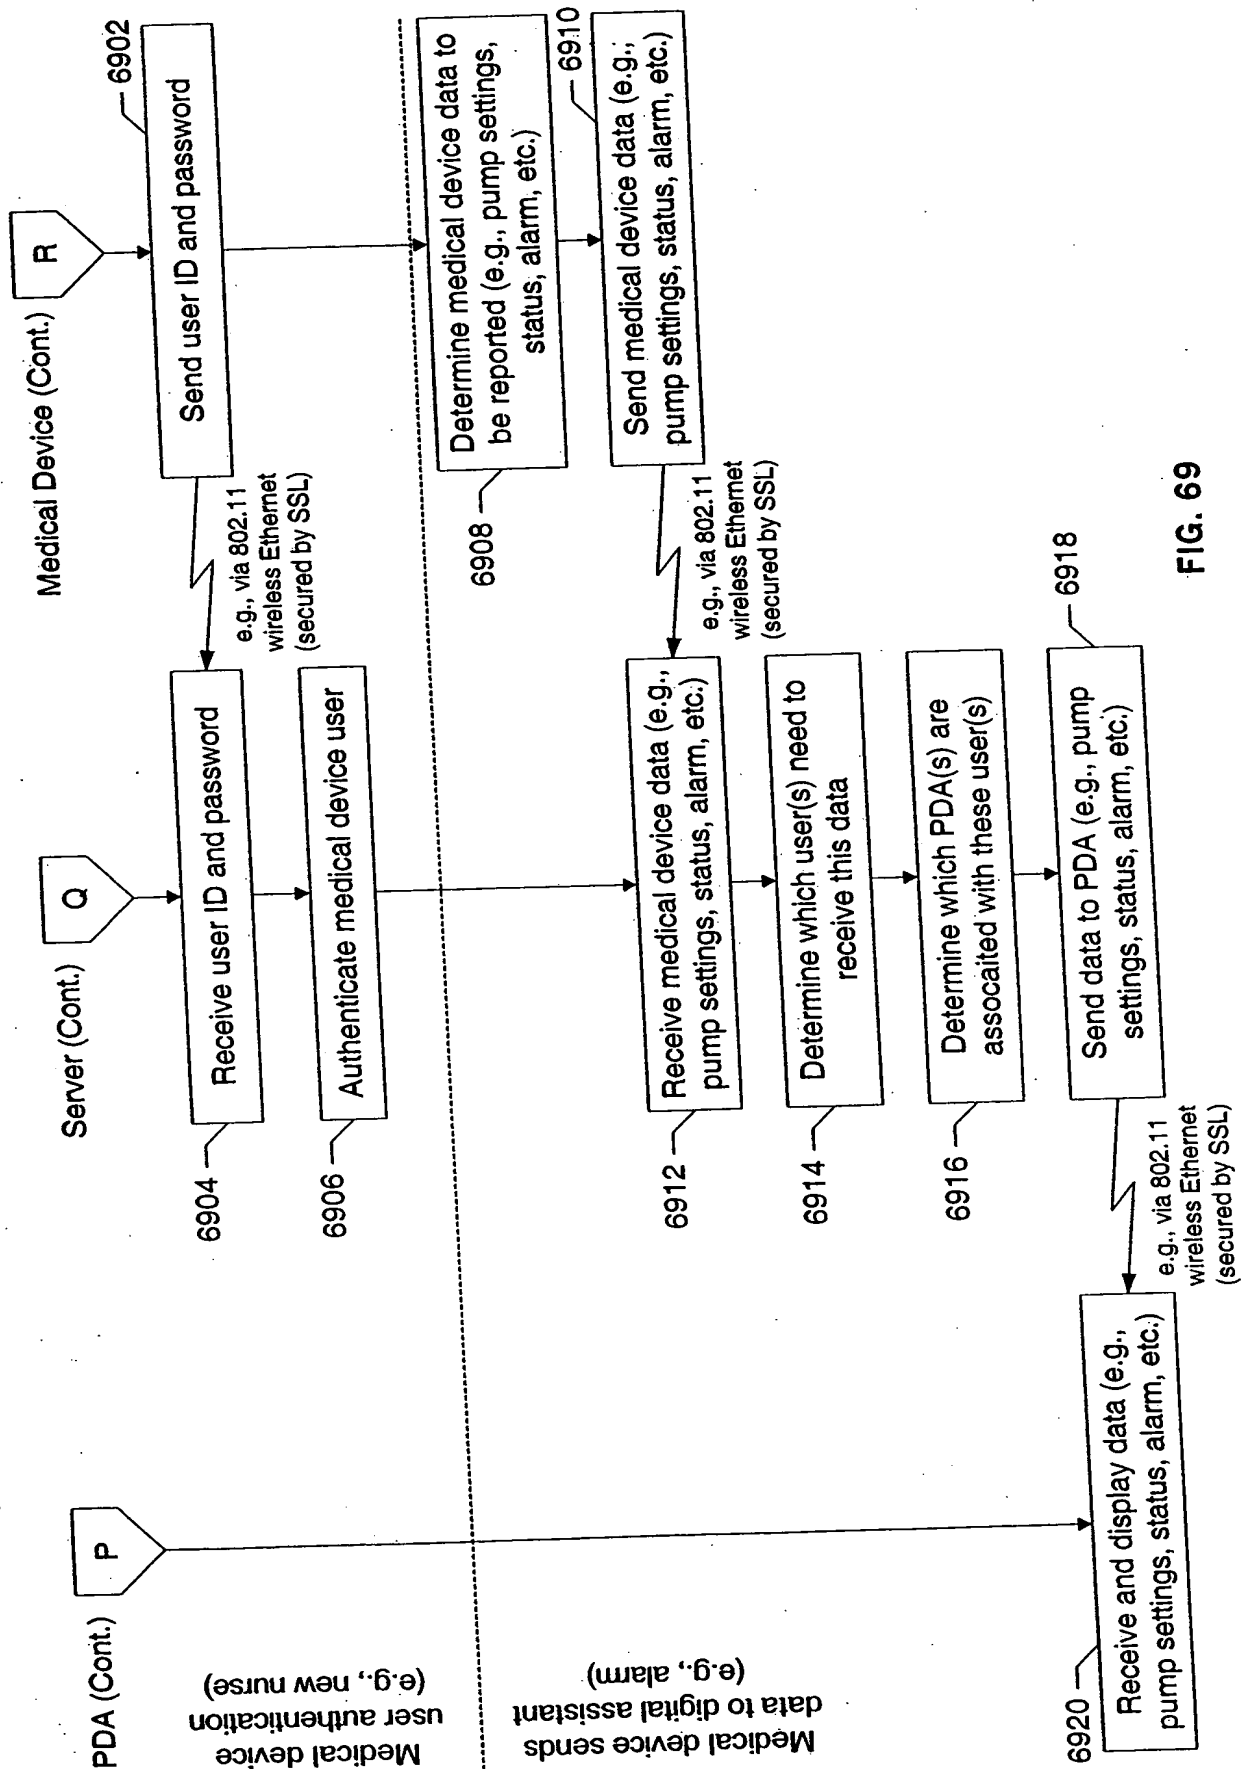 PDA (Cont.)
P
Server (Cont.)
Q
Medical Device (Cont.)
R
Medical device
user authentication
(e.g., new nurse)
6902
Send user ID and password
e.g., via 802.11
wireless Ethernet
(secured by SSL)
6904
Receive user ID and password
6906
Authenticate medical device user
Medical device sends
data to digital assistant
(e.g., alarm)
6908
Determine medical device data to
be reported (e.g., pump settings,
status, alarm, etc.)
6910
Send medical device data (e.g.,
pump settings, status, alarm, etc.)
e.g., via 802.11
wireless Ethernet
(secured by SSL)
6912
Receive medical device data (e.g.,
pump settings, status, alarm, etc.)
6914
Determine which user(s) need to
receive this data
6916
Determine which PDA(s) are
assocaited with these user(s)
6918
Send data to PDA (e.g., pump
settings, status, alarm, etc.)
e.g., via 802.11
wireless Ethernet
(secured by SSL)
6920
Receive and display data (e.g.,
pump settings, status, alarm, etc.)
FIG. 69